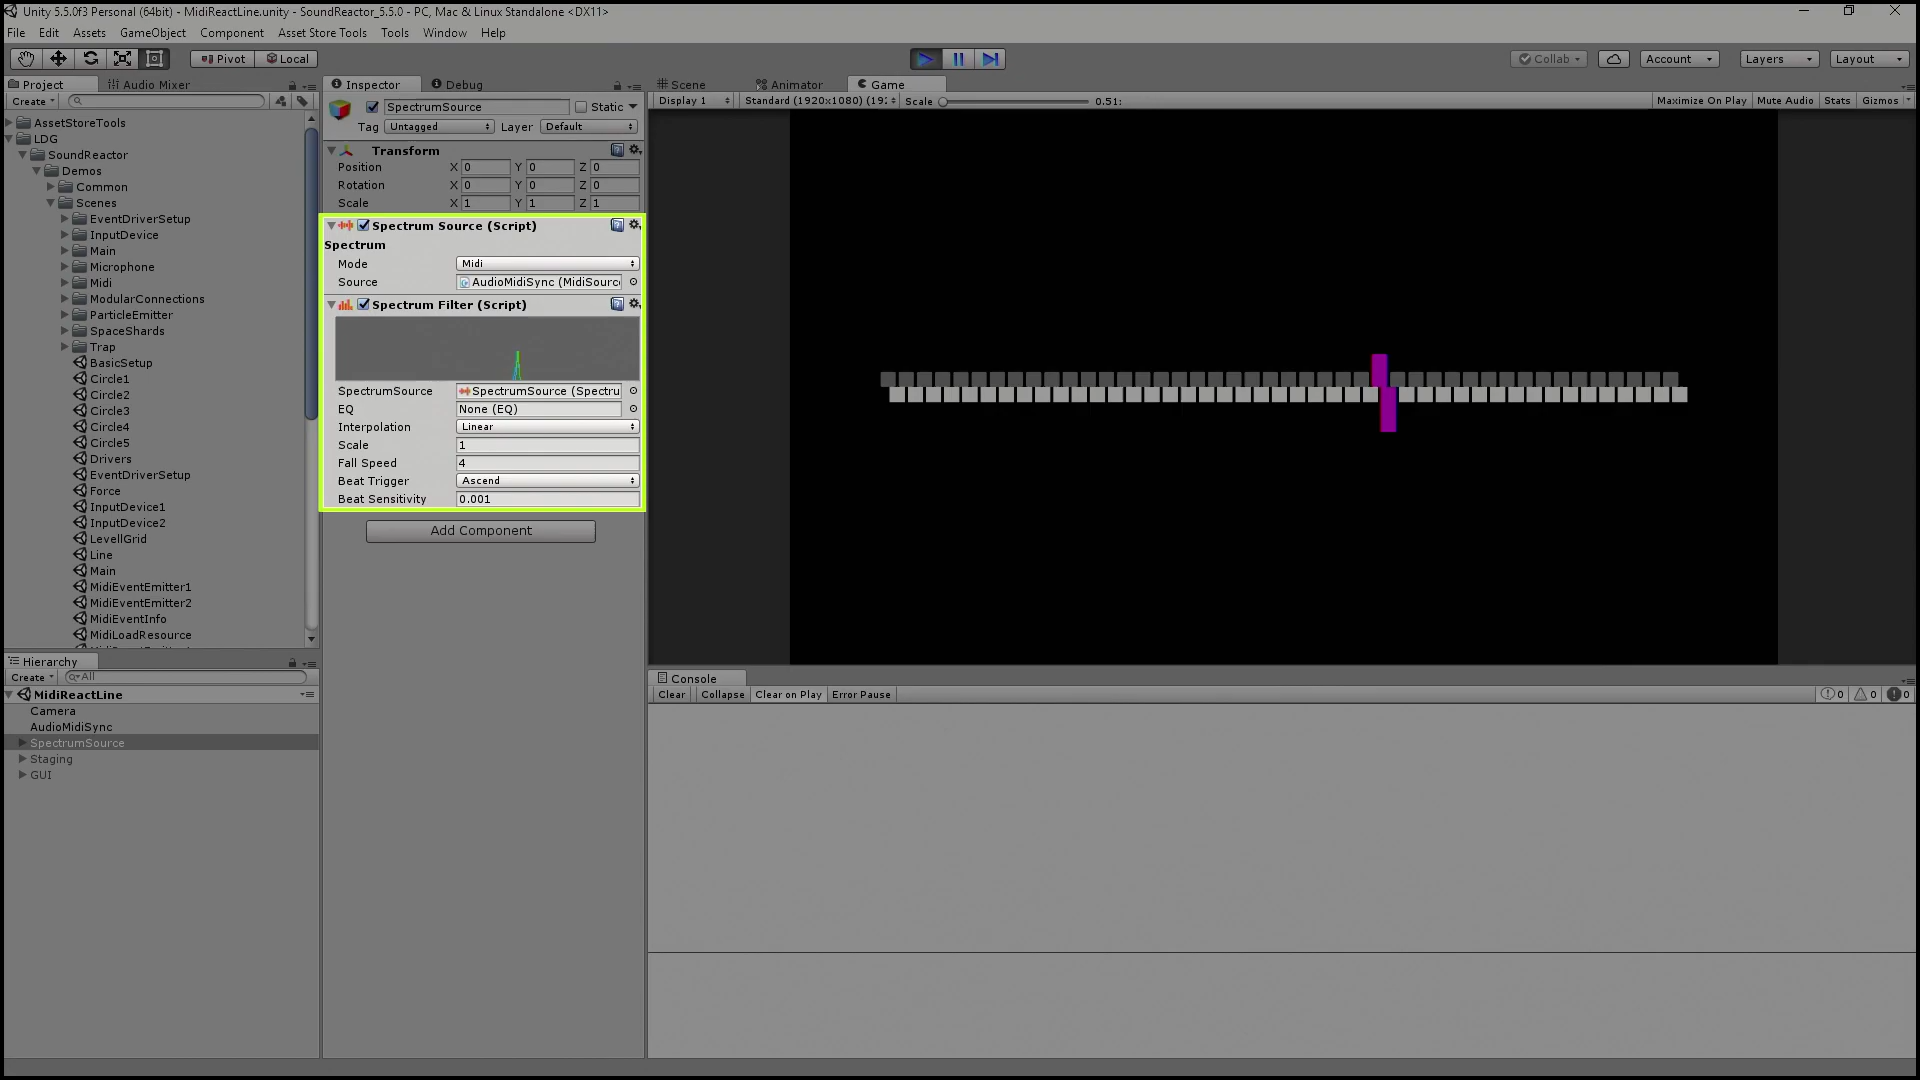 Unity 5.5.0f3 Personal (64bit) - MidiReactLine.unity - SoundReactor_5.5.0 - PC, Mac & Linux Standalone <DX11>
File Edit Assets GameObject Component Asset Store Tools Tools Window Help
Pivot Local Collab Account Layers Layout
Project Audio Mixer
Create
AssetStoreTools
LDG
SoundReactor
Demos
Common
Scenes
EventDriverSetup
InputDevice
Main
Microphone
Midi
ModularConnections
ParticleEmitter
SpaceShards
Trap
BasicSetup
Circle1
Circle2
Circle3
Circle4
Circle5
Drivers
EventDriverSetup
Force
InputDevice1
InputDevice2
LevelGrid
Line
Main
MidiEventEmitter1
MidiEventEmitter2
MidiEventInfo
MidiLoadResource
Hierarchy
Create All
MidiReactLine
Camera
AudioMidiSync
SpectrumSource
Staging
GUI
Inspector Debug
SpectrumSource Static
Tag Untagged Layer Default
Transform
Position X 0 Y 0 Z 0
Rotation X 0 Y 0 Z 0
Scale X 1 Y 1 Z 1
Spectrum Source (Script)
Spectrum
Mode Midi
Source AudioMidiSync (MidiSourc
Spectrum Filter (Script)
SpectrumSource SpectrumSource (Spectru
EQ None (EQ)
Interpolation Linear
Scale 1
Fall Speed 4
Beat Trigger Ascend
Beat Sensitivity 0.001
Add Component
Scene Animator Game
Display 1 Standard (1920x1080) (19: Scale 0.51: Maximize On Play Mute Audio Stats Gizmos
Console
Clear Collapse Clear on Play Error Pause 0 0 0